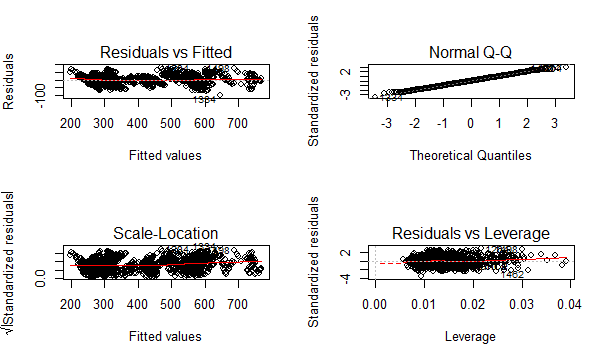 Residuals vs Fitted
Residuals
-100
1384
200 300 400 500 600 700
Fitted values
Normal Q-Q
Standardized residuals
-3 2
-3 -2 -1 0 1 2 3
Theoretical Quantiles
Scale-Location
√|Standardized residuals|
0.0
200 300 400 500 600 700
Fitted values
Residuals vs Leverage
Standardized residuals
-4 2
0.00 0.01 0.02 0.03 0.04
Leverage